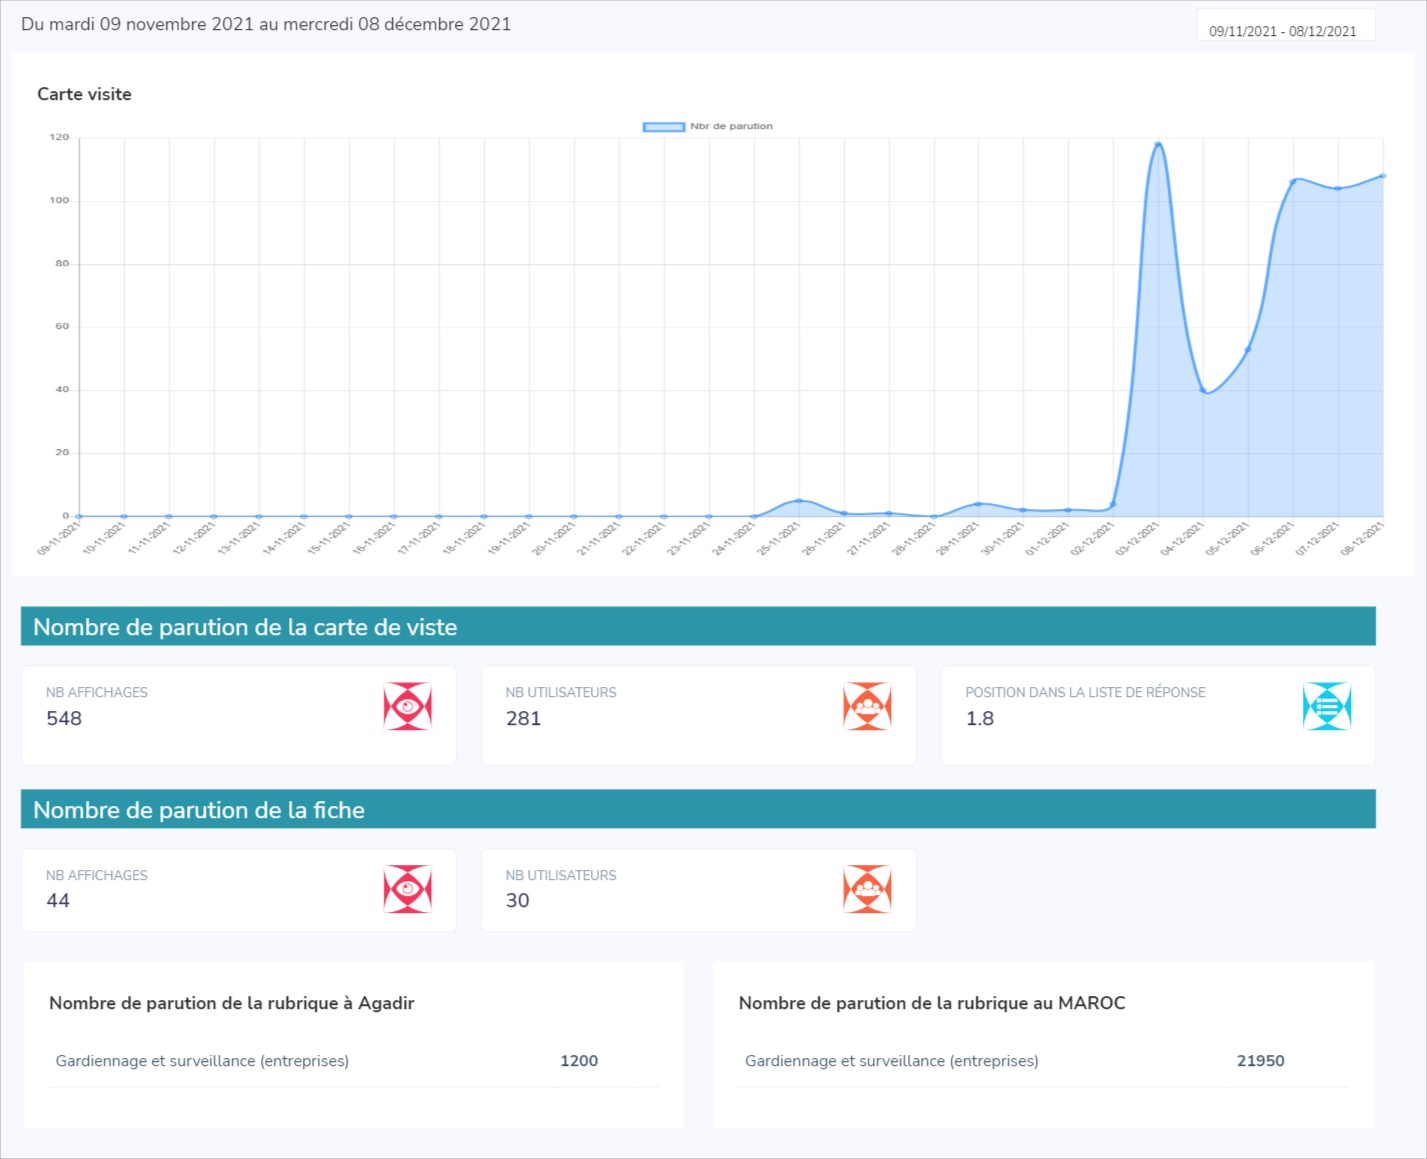 Du mardi 09 novembre 2021 au mercredi 08 décembre 2021
09/11/2021 - 08/12/2021
Carte visite
Nbr de parution
120
100
80
60
40
20
0
09-11-2021
10-11-2021
11-11-2021
12-11-2021
13-11-2021
14-11-2021
15-11-2021
16-11-2021
17-11-2021
18-11-2021
19-11-2021
20-11-2021
21-11-2021
22-11-2021
23-11-2021
24-11-2021
25-11-2021
26-11-2021
27-11-2021
28-11-2021
29-11-2021
30-11-2021
01-12-2021
02-12-2021
03-12-2021
04-12-2021
05-12-2021
06-12-2021
07-12-2021
08-12-2021
Nombre de parution de la carte de viste
NB AFFICHAGES
548
NB UTILISATEURS
281
POSITION DANS LA LISTE DE RÉPONSE
1.8
Nombre de parution de la fiche
NB AFFICHAGES
44
NB UTILISATEURS
30
Nombre de parution de la rubrique à Agadir
Gardiennage et surveillance (entreprises) 1200
Nombre de parution de la rubrique au MAROC
Gardiennage et surveillance (entreprises) 21950